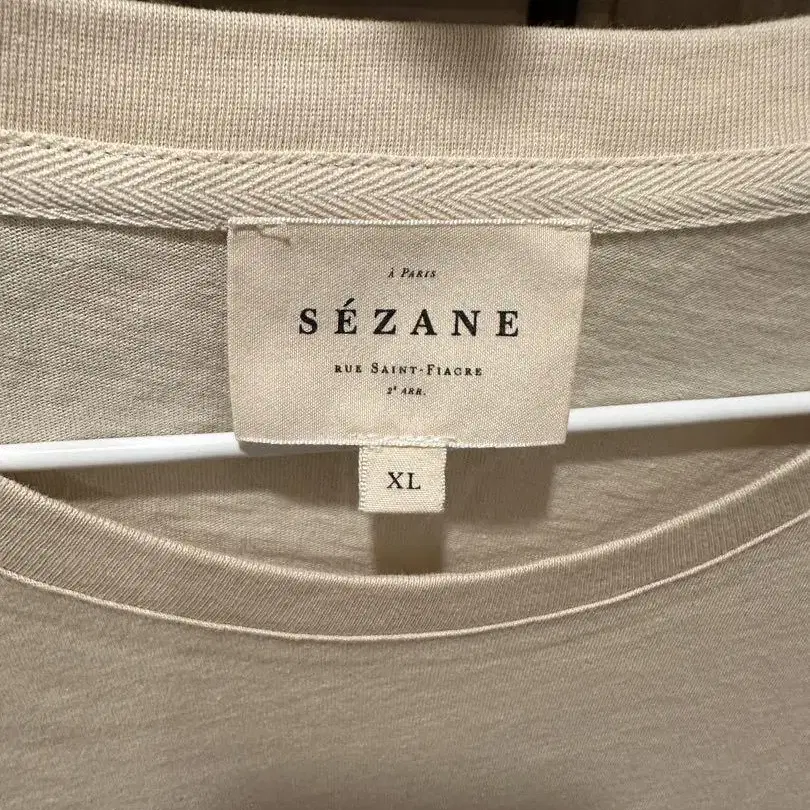 À PARIS
SÉZANE
RUE SAINT-FIACRE
2ᵉ ARR.
XL